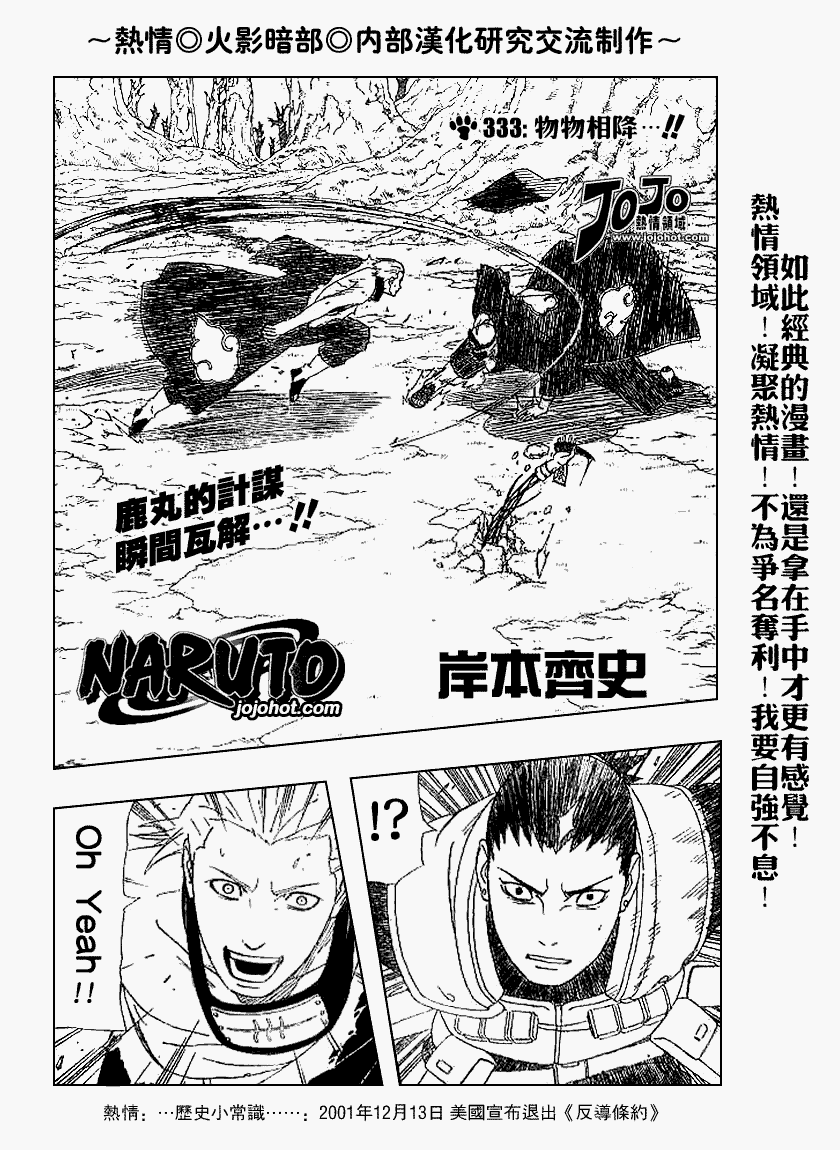 ～熱情◎火影暗部◎内部漢化研究交流制作～
333: 物物相降…!!
JOJO
熱情領域
www.jojohot.com
如此經典的漫畫！還是拿在手中才更有感覺！
熱情領域！凝聚熱情！不為爭名奪利！我要自強不息！
鹿丸的計謀
瞬間瓦解…!!
NARUTO
jojohot.com
岸本齊史
!?
Oh Yeah!!
熱情：…歷史小常識……：2001年12月13日 美國宣布退出《反導條約》